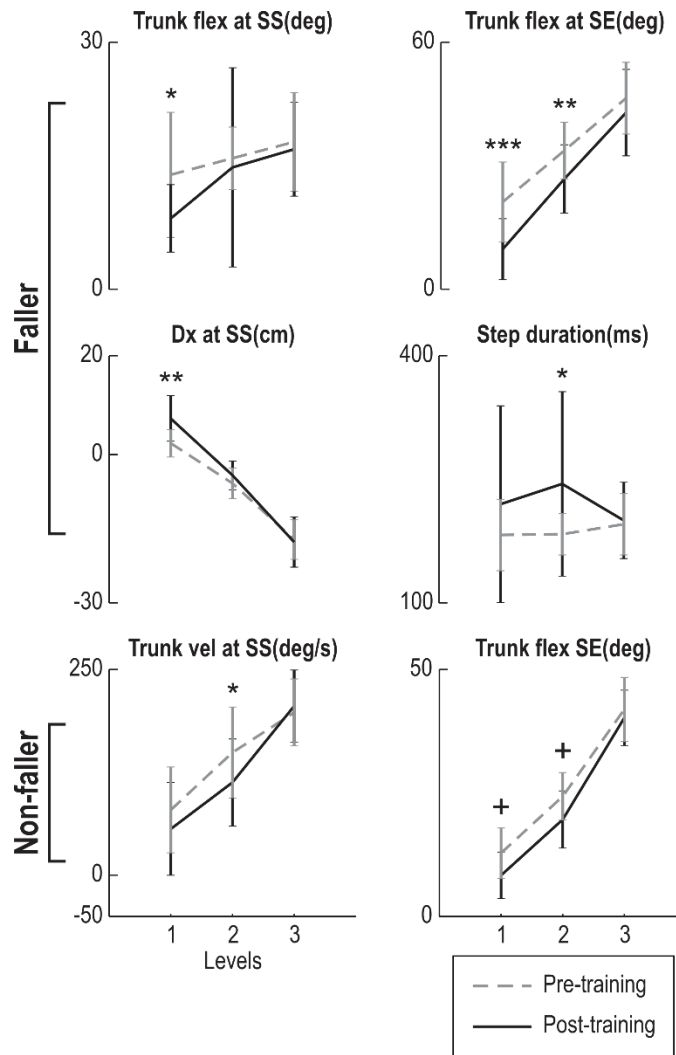 Trunk flex at SS(deg)
Trunk flex at SE(deg)
30
0
*
60
0
***
**
Faller
Dx at SS(cm)
Step duration(ms)
20
0
-30
**
400
100
*
Non-faller
Trunk vel at SS(deg/s)
Trunk flex SE(deg)
250
0
-50
*
50
0
+
+
1 2 3
Levels
1 2 3
Pre-training
Post-training